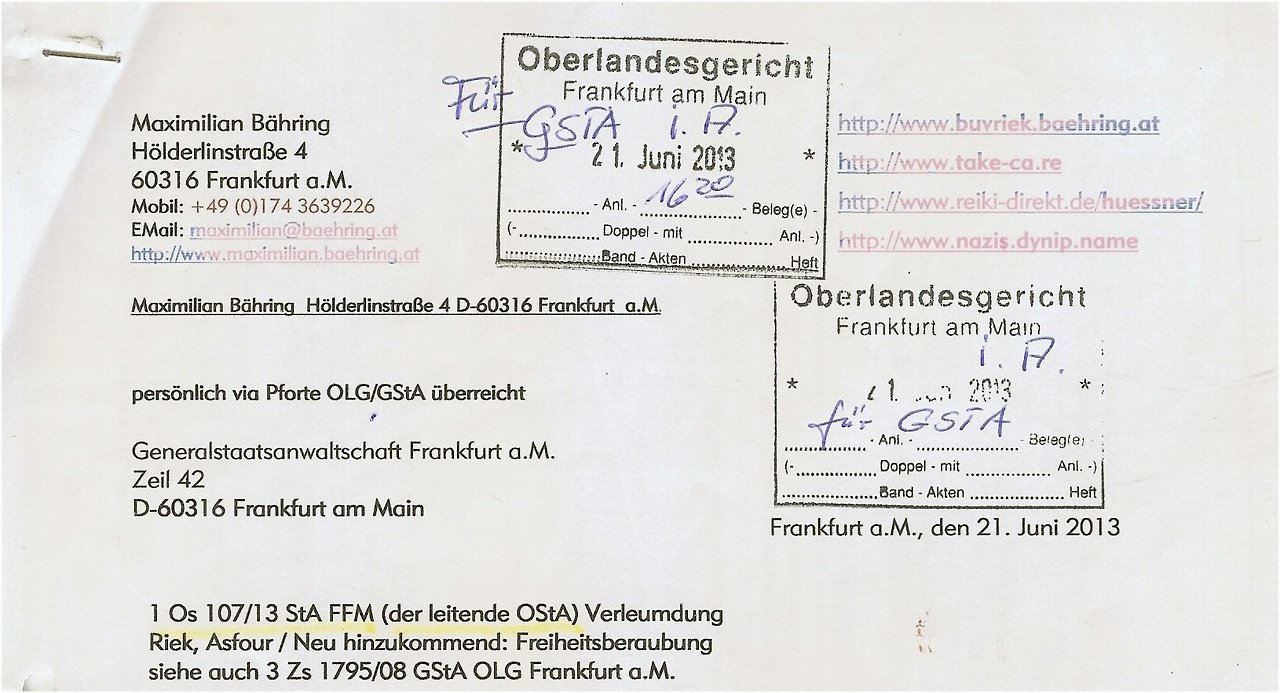 Maximilian Bähring
Hölderlinstraße 4
60316 Frankfurt a.M.
Mobil: +49 (0)174 3639226
EMail: maximilian@baehring.at
http://www.maximilian.baehring.at
Oberlandesgericht
Frankfurt am Main
Für GSTA i. A.
* 21. Juni 2013 *
16 20
.............. - Anl. - .................. - Beleg(e) -
(- .............. Doppel - mit .............. Anl. -)
..................Band - Akten .................. Heft
http://www.buvriek.baehring.at
http://www.take-ca.re
http://www.reiki-direkt.de/huessner/
http://www.nazis.dynip.name
Maximilian Bähring Hölderlinstraße 4 D-60316 Frankfurt a.M.
Oberlandesgericht
Frankfurt am Main
i. A.
* 21. Jun 2013 *
für GSTA
.............. - Anl. - .................. - Beleg(e) -
(- .............. Doppel - mit .............. Anl. -)
..................Band - Akten .................. Heft
persönlich via Pforte OLG/GStA überreicht
Generalstaatsanwaltschaft Frankfurt a.M.
Zeil 42
D-60316 Frankfurt am Main
Frankfurt a.M., den 21. Juni 2013
1 Os 107/13 StA FFM (der leitende OStA) Verleumdung
Riek, Asfour / Neu hinzukommend: Freiheitsberaubung
siehe auch 3 Zs 1795/08 GStA OLG Frankfurt a.M.